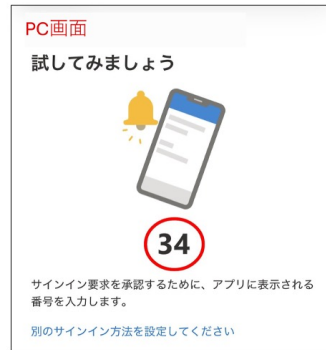 PC画面
試してみましょう
34
サインイン要求を承認するために、アプリに表示される
番号を入力します。
別のサインイン方法を設定してください